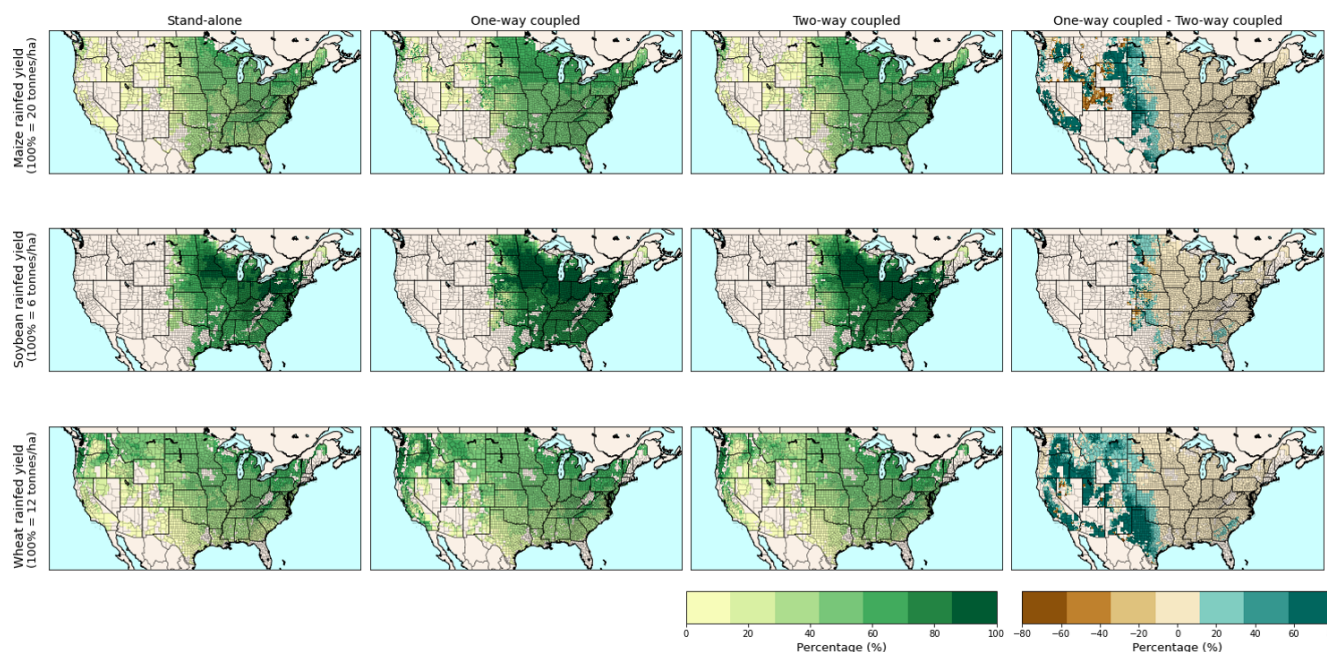 Stand-alone
One-way coupled
Two-way coupled
One-way coupled - Two-way coupled
Maize rainfed yield
(100% = 20 tonnes/ha)
Soybean rainfed yield
(100% = 6 tonnes/ha)
Wheat rainfed yield
(100% = 12 tonnes/ha)
0 20 40 60 80 100
Percentage (%)
−80 −60 −40 −20 0 20 40 60
Percentage (%)